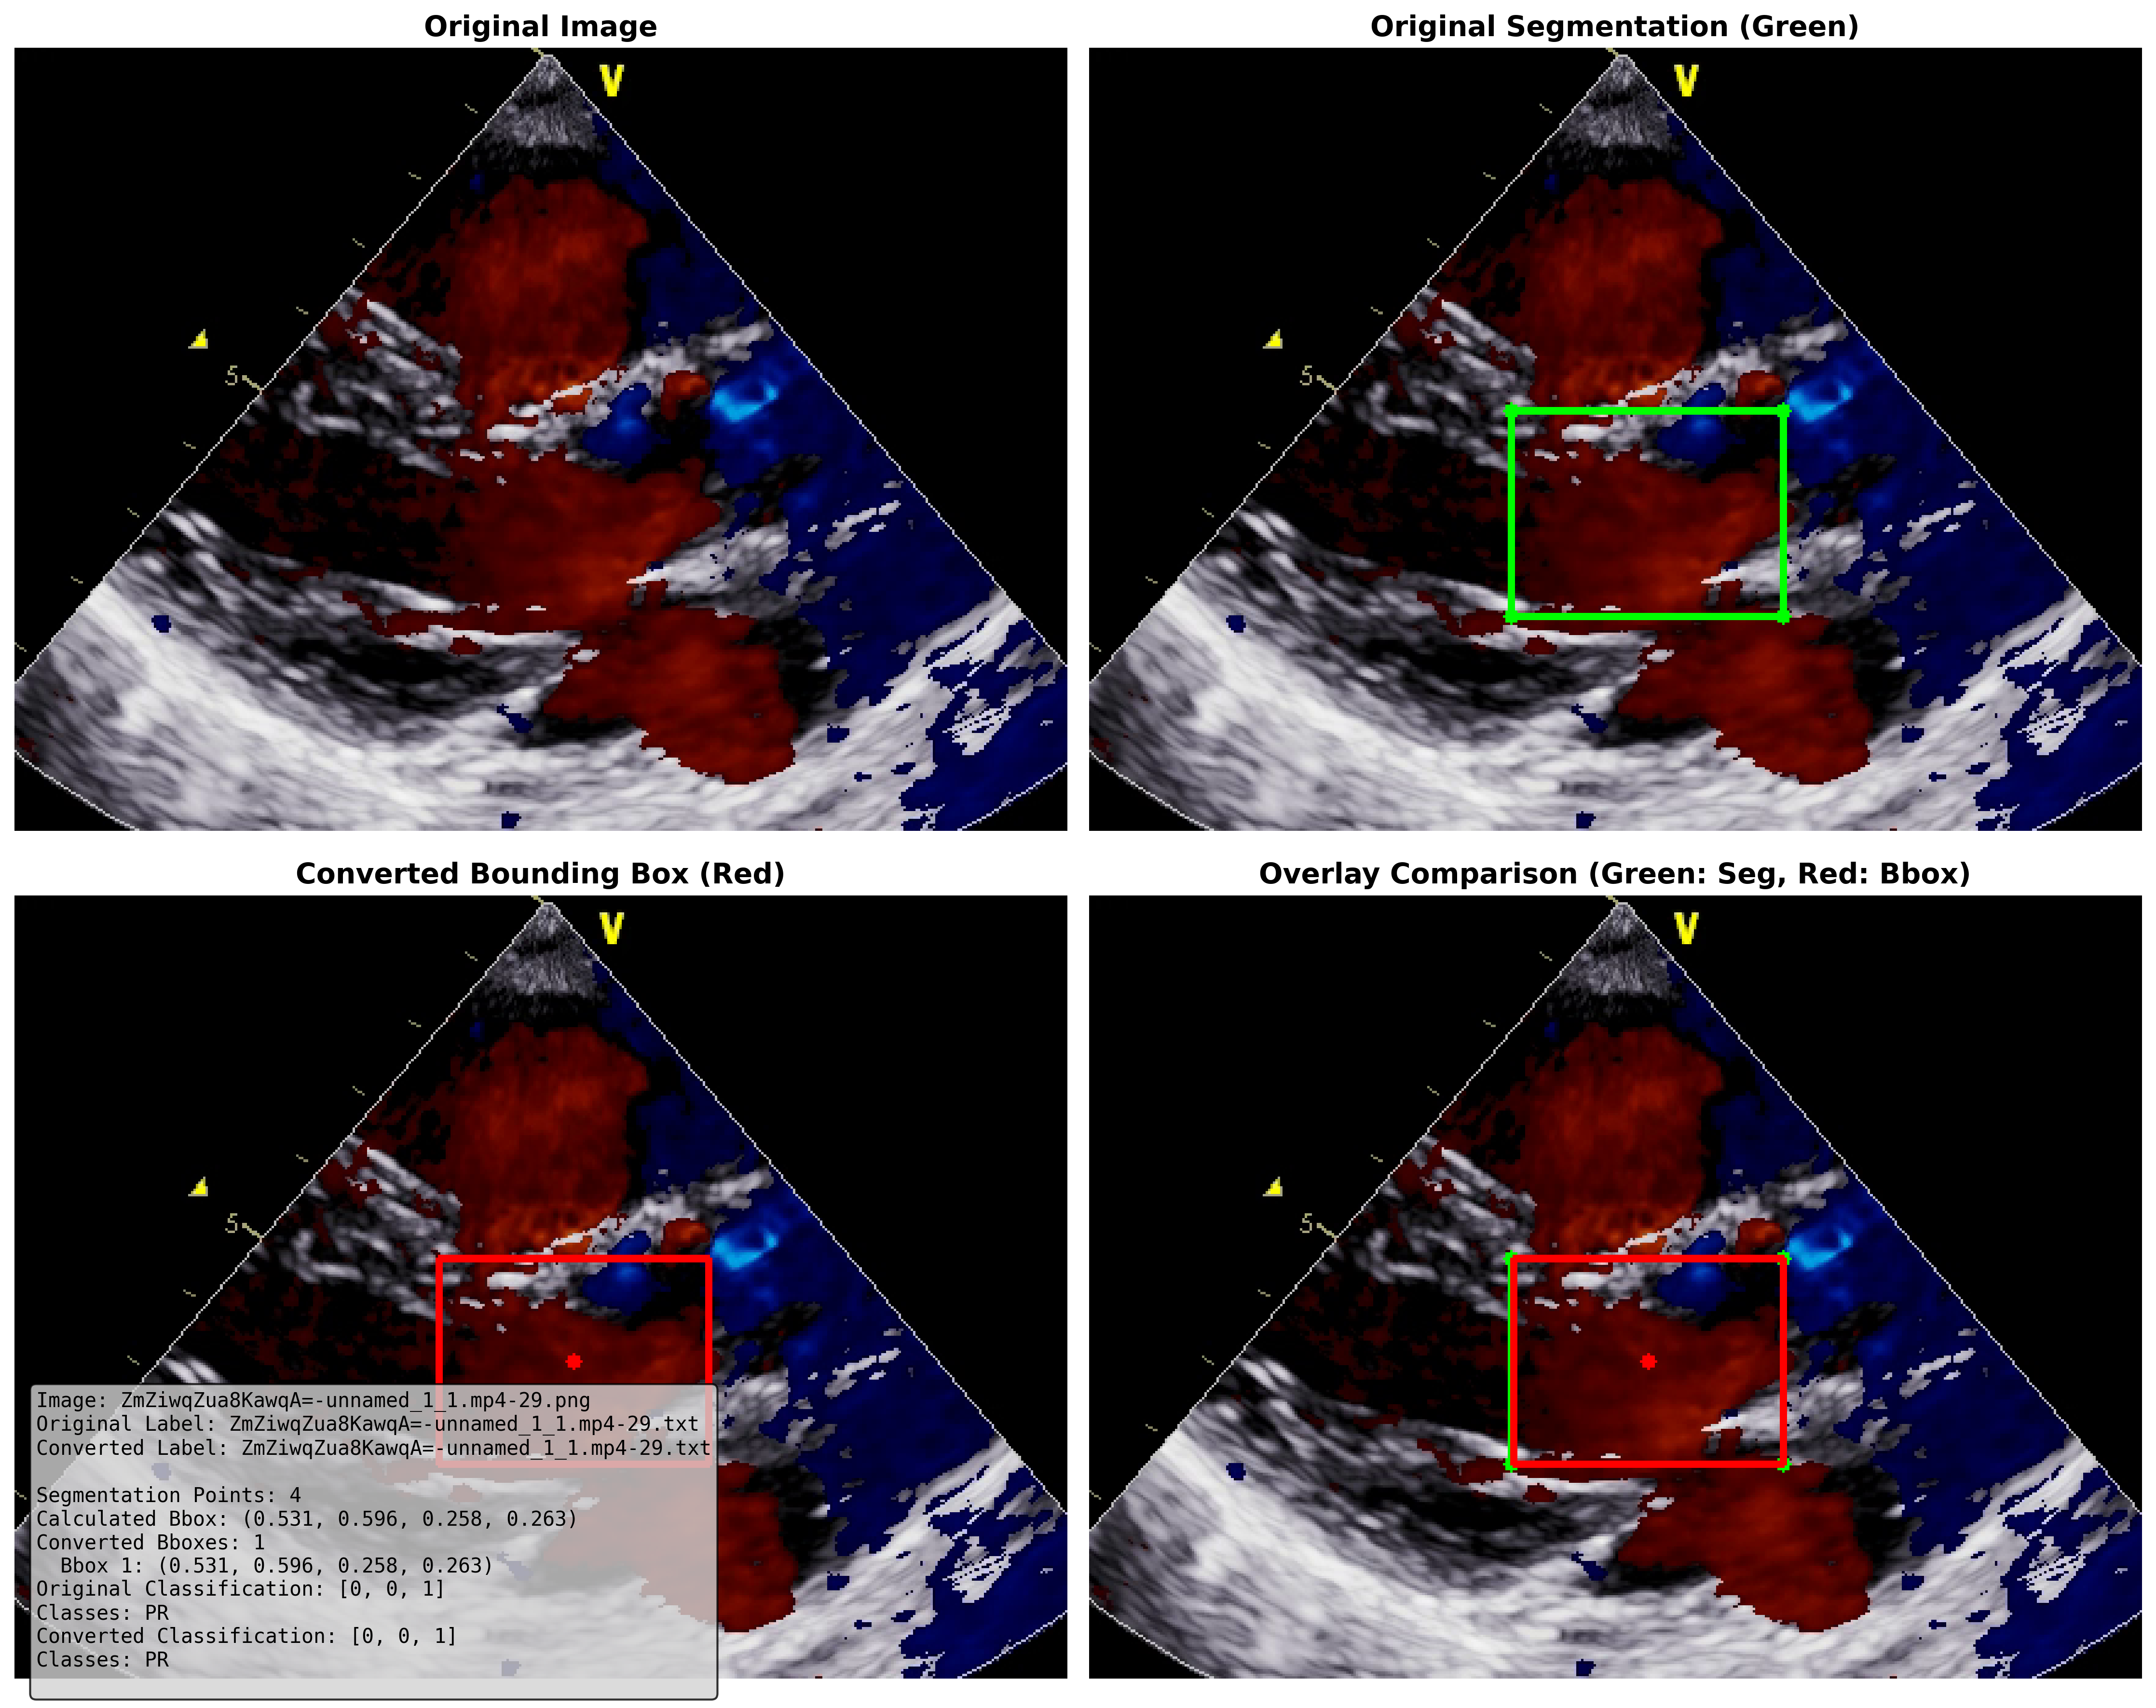 Original Image
Original Segmentation (Green)
V
5
V
5
Converted Bounding Box (Red)
Overlay Comparison (Green: Seg, Red: Bbox)
V
5
V
5
Image: ZmZiwqZua8KawqA=-unnamed_1_1.mp4-29.png
Original Label: ZmZiwqZua8KawqA=-unnamed_1_1.mp4-29.txt
Converted Label: ZmZiwqZua8KawqA=-unnamed_1_1.mp4-29.txt
Segmentation Points: 4
Calculated Bbox: (0.531, 0.596, 0.258, 0.263)
Converted Bboxes: 1
Bbox 1: (0.531, 0.596, 0.258, 0.263)
Original Classification: [0, 0, 1]
Classes: PR
Converted Classification: [0, 0, 1]
Classes: PR